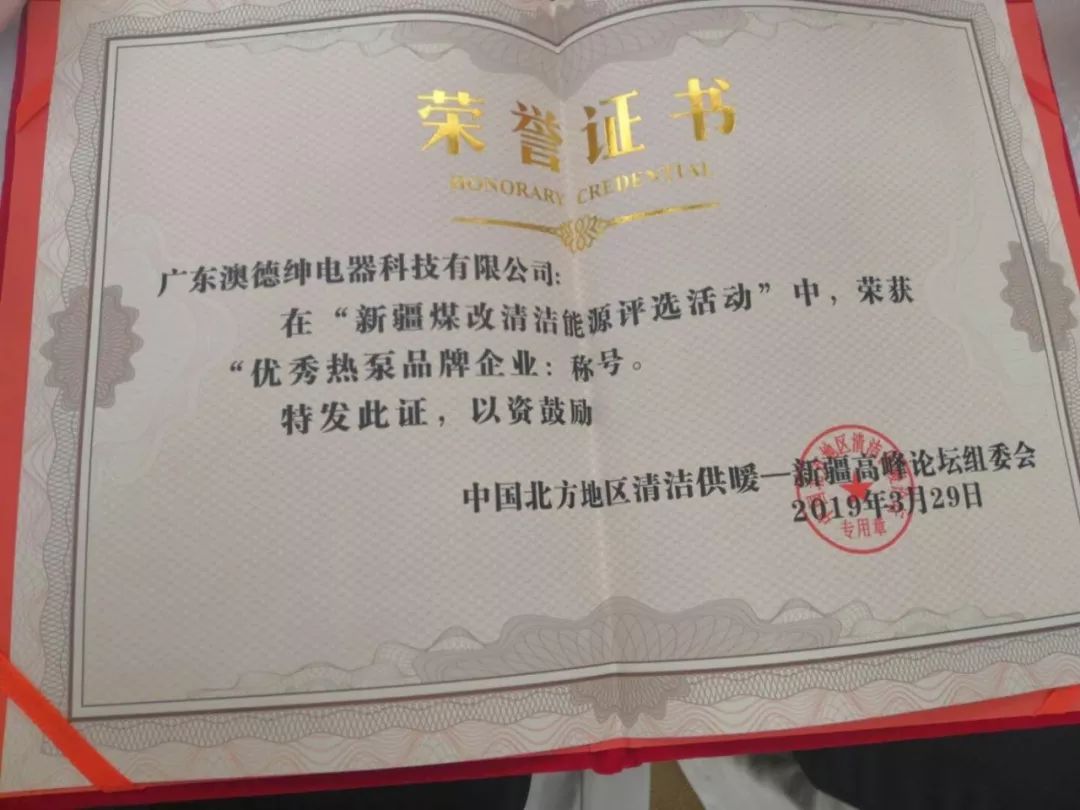 荣誉证书
HONORARY CREDENTIAL
广东澳德绅电器科技有限公司:
在“新疆煤改清洁能源评选活动”中，荣获
“优秀热泵品牌企业：称号。
特发此证，以资鼓励
中国北方地区清洁供暖—新疆高峰论坛组委会
2019年3月29日
地区清洁
专用章